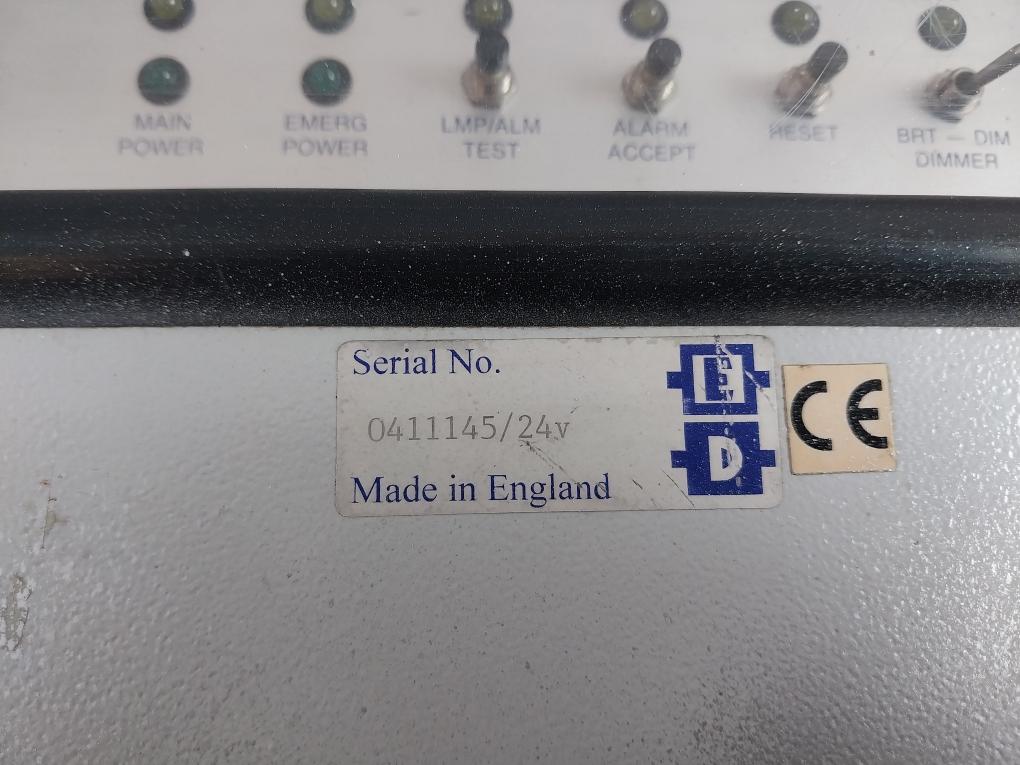 MAIN POWER
EMERG POWER
LMP/ALM TEST
ALARM ACCEPT
RESET
BRT – DIM DIMMER
Serial No.
0411145/24v
Made in England
E
D
CE